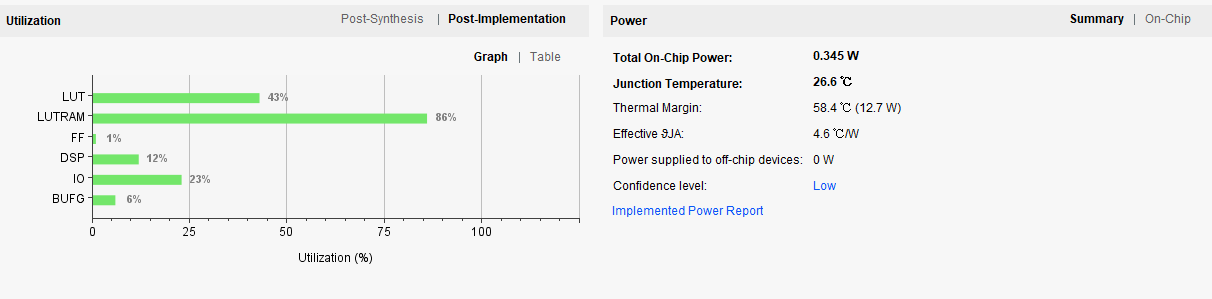 Utilization
Post-Synthesis | Post-Implementation
Graph | Table
LUT 43%
LUTRAM 86%
FF 1%
DSP 12%
IO 23%
BUFG 6%
0 25 50 75 100
Utilization (%)
Power
Summary | On-Chip
Total On-Chip Power: 0.345 W
Junction Temperature: 26.6 ℃
Thermal Margin: 58.4 ℃ (12.7 W)
Effective ϑJA: 4.6 ℃/W
Power supplied to off-chip devices: 0 W
Confidence level: Low
Implemented Power Report